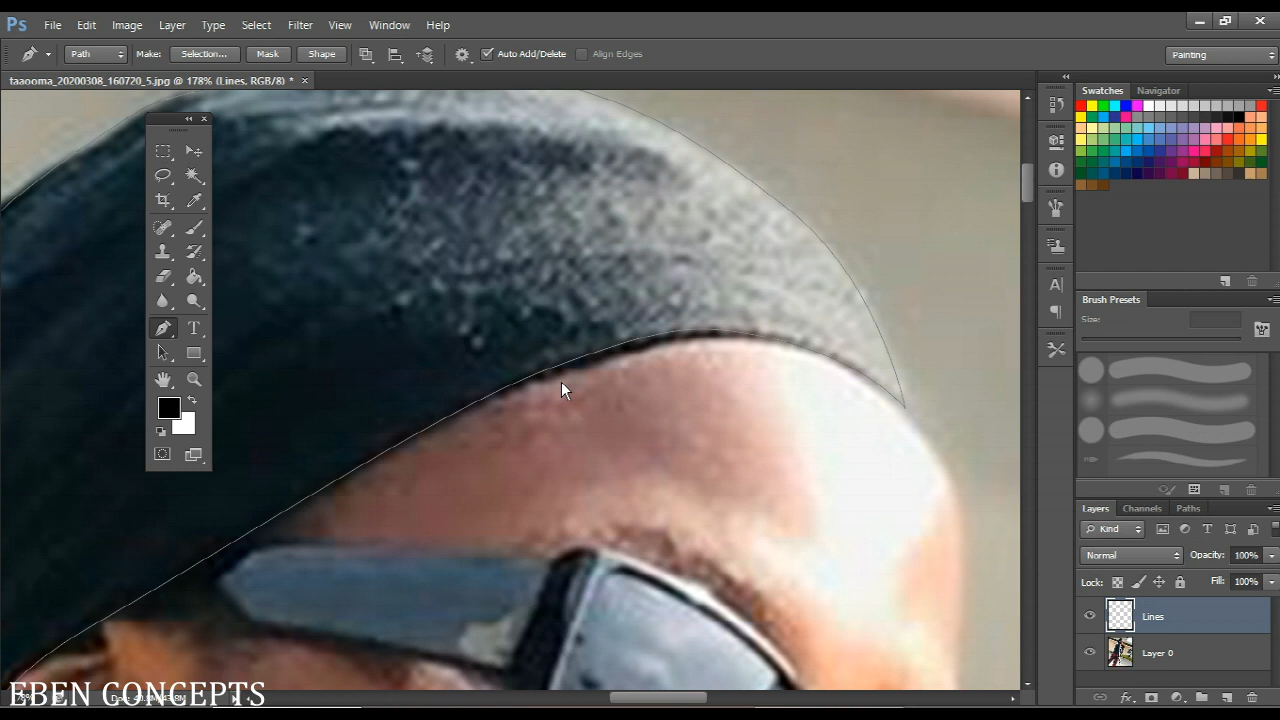 Ps File Edit Image Layer Type Select Filter View Window Help
Path Make: Selection... Mask Shape Auto Add/Delete Align Edges Painting
taaooma_20200308_160720_5.jpg @ 178% (Lines, RGB/8) * ×
Swatches Navigator
Brush Presets
Size:
Layers Channels Paths
Kind
Normal Opacity: 100%
Lock: Fill: 100%
Lines
Layer 0
EBEN CONCEPTS